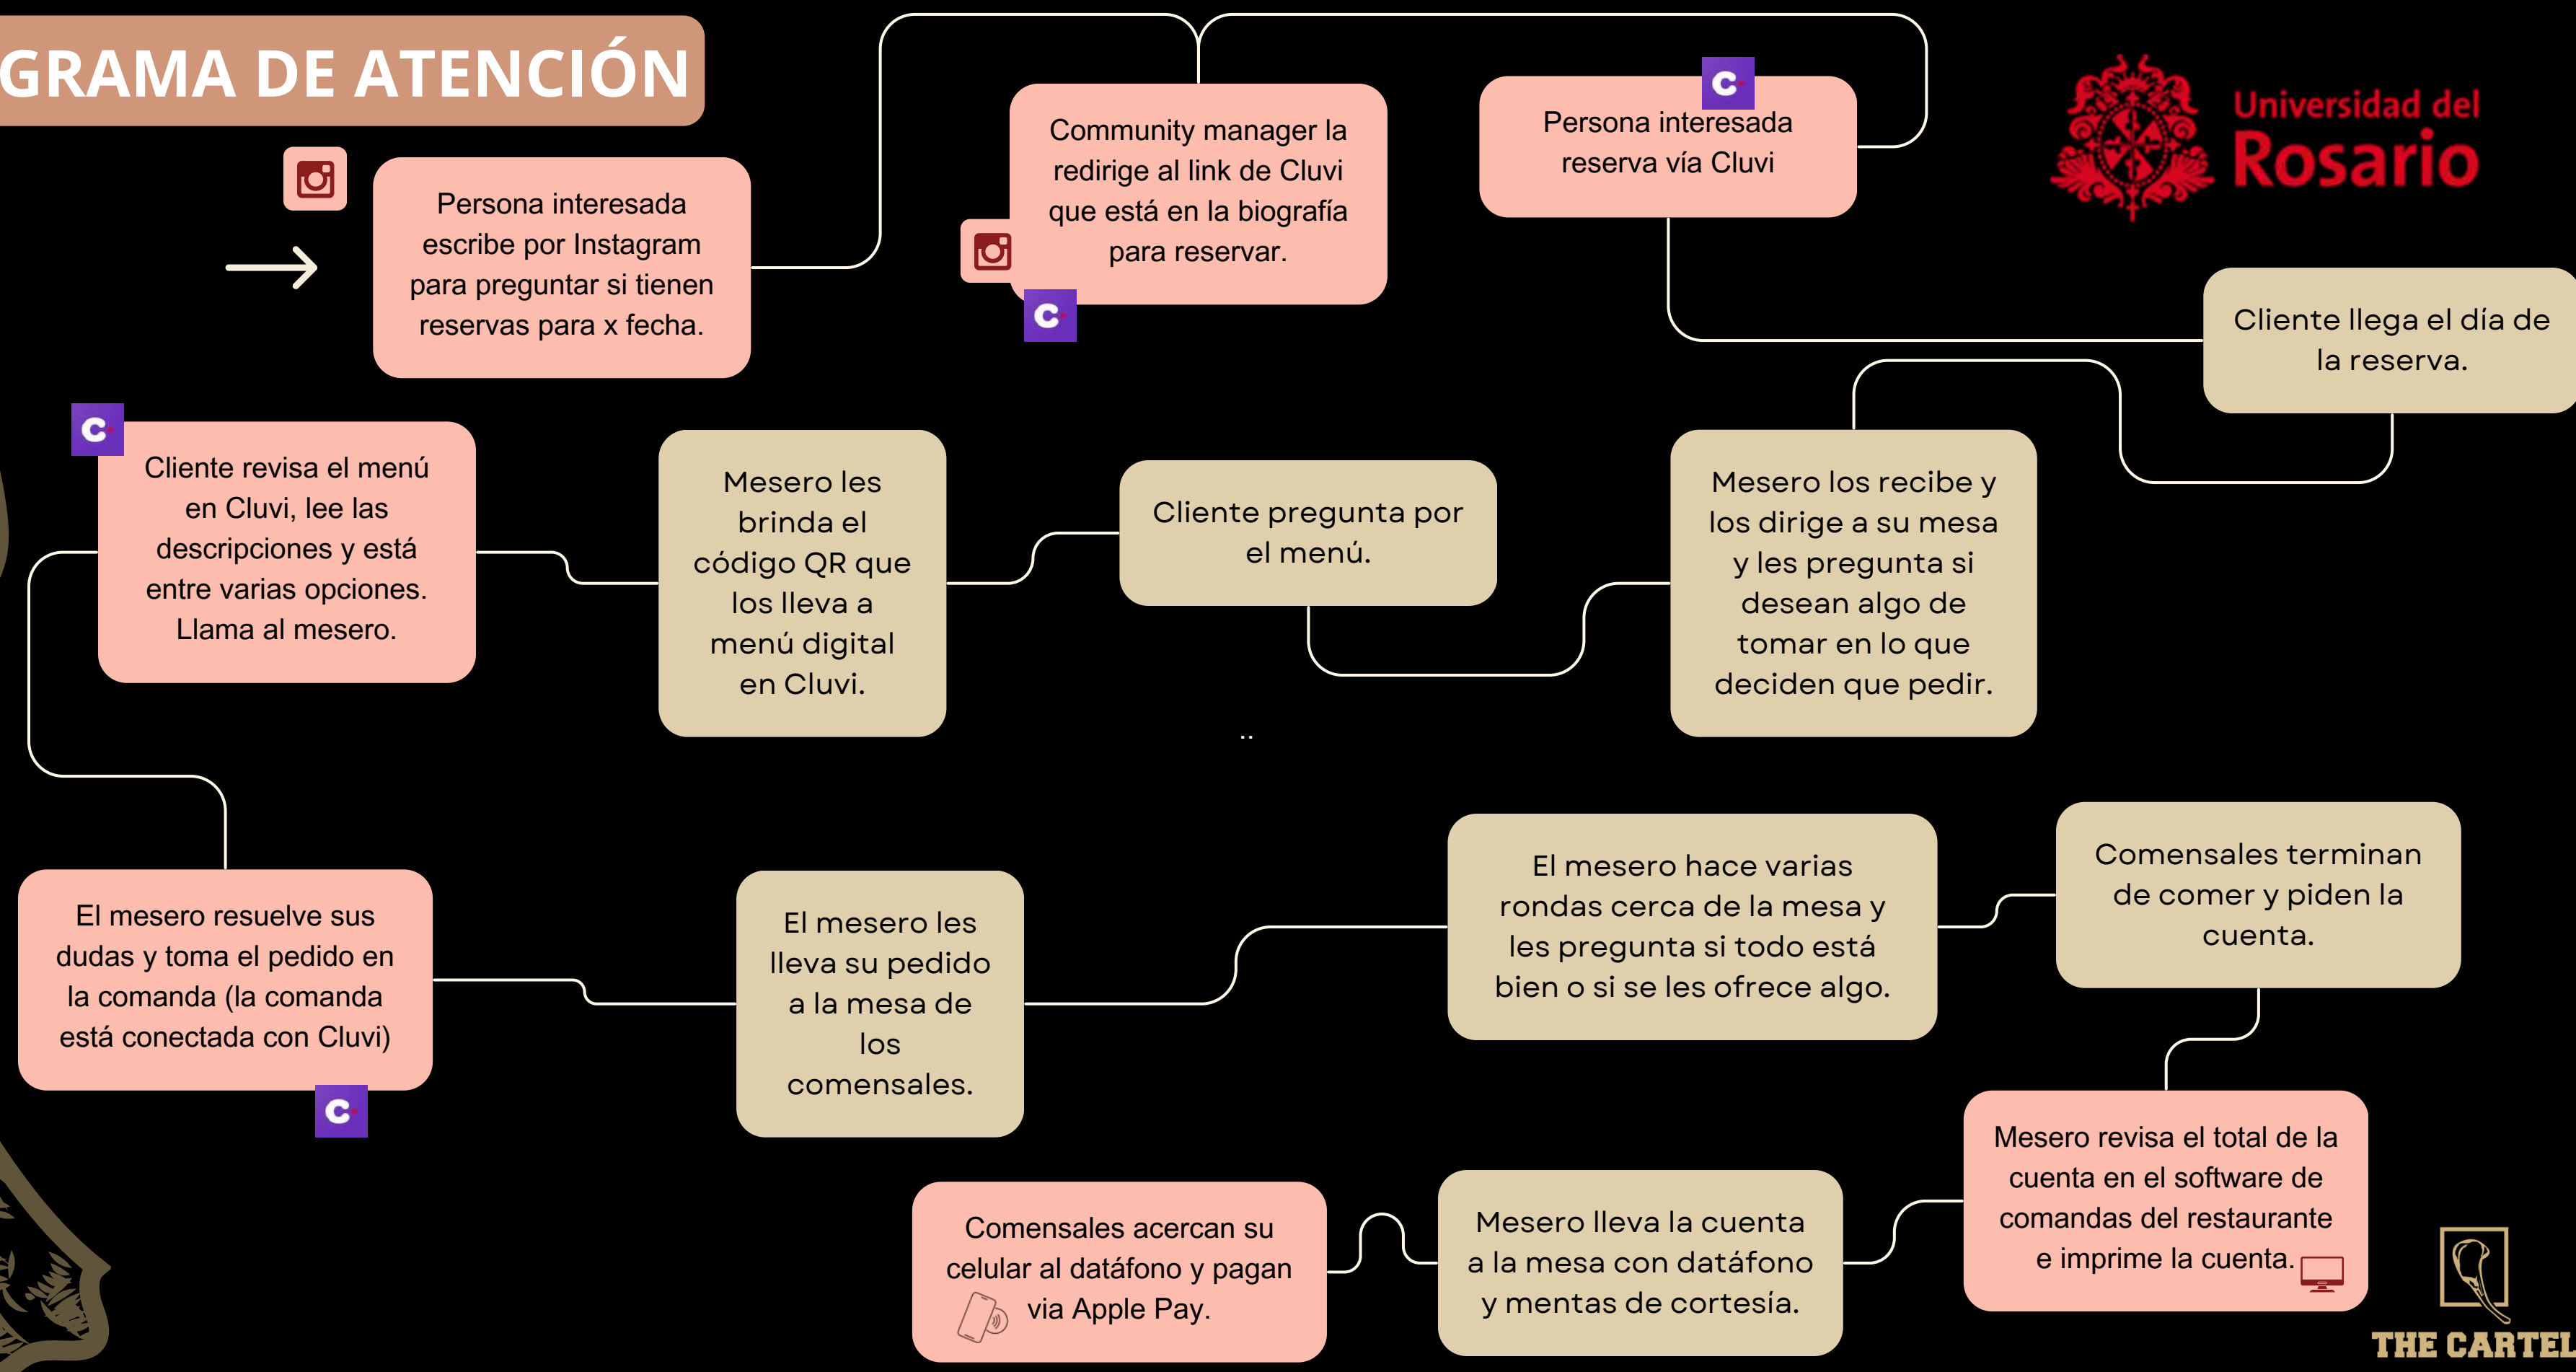 GRAMA DE ATENCIÓN
Universidad del
Rosario
Persona interesada
escribe por Instagram
para preguntar si tienen
reservas para x fecha.
Community manager la
redirige al link de Cluvi
que está en la biografía
para reservar.
C
C
Persona interesada
reserva vía Cluvi
Cliente llega el día de
la reserva.
Mesero los recibe y
los dirige a su mesa
y les pregunta si
desean algo de
tomar en lo que
deciden que pedir.
Cliente pregunta por
el menú.
Mesero les
brinda el
código QR que
los lleva a
menú digital
en Cluvi.
C
Cliente revisa el menú
en Cluvi, lee las
descripciones y está
entre varias opciones.
Llama al mesero.
..
El mesero resuelve sus
dudas y toma el pedido en
la comanda (la comanda
está conectada con Cluvi)
C
El mesero les
lleva su pedido
a la mesa de
los
comensales.
El mesero hace varias
rondas cerca de la mesa y
les pregunta si todo está
bien o si se les ofrece algo.
Comensales terminan
de comer y piden la
cuenta.
Mesero revisa el total de la
cuenta en el software de
comandas del restaurante
e imprime la cuenta.
Mesero lleva la cuenta
a la mesa con datáfono
y mentas de cortesía.
Comensales acercan su
celular al datáfono y pagan
via Apple Pay.
THE CARTEL